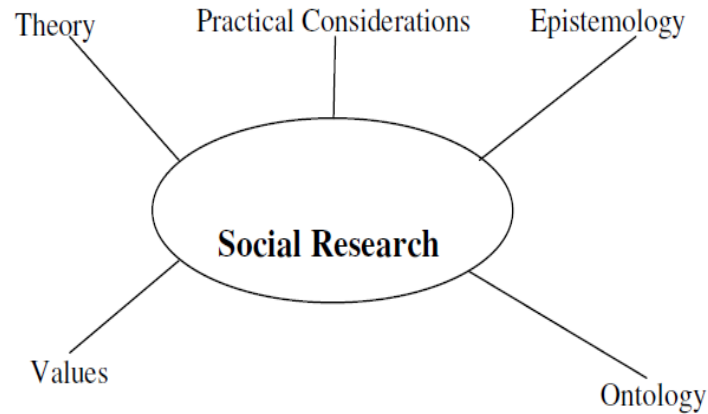 Theory
Practical Considerations
Epistemology
Social Research
Values
Ontology